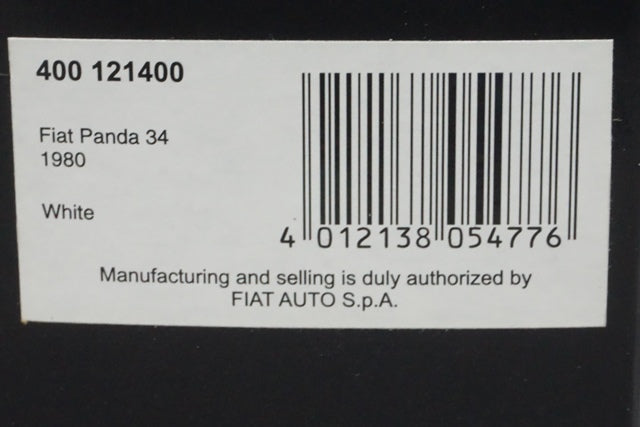 400 121400
Fiat Panda 34
1980
White
4 012138 054776
Manufacturing and selling is duly authorized by
FIAT AUTO S.p.A.